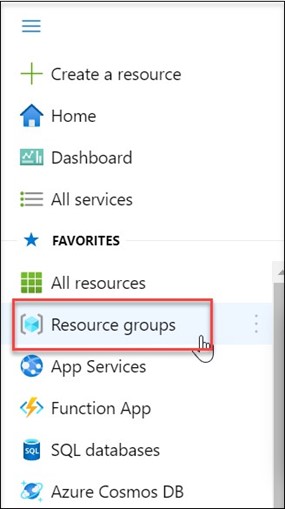 Create a resource
Home
Dashboard
All services
FAVORITES
All resources
Resource groups
App Services
Function App
SQL
SQL databases
Azure Cosmos DB